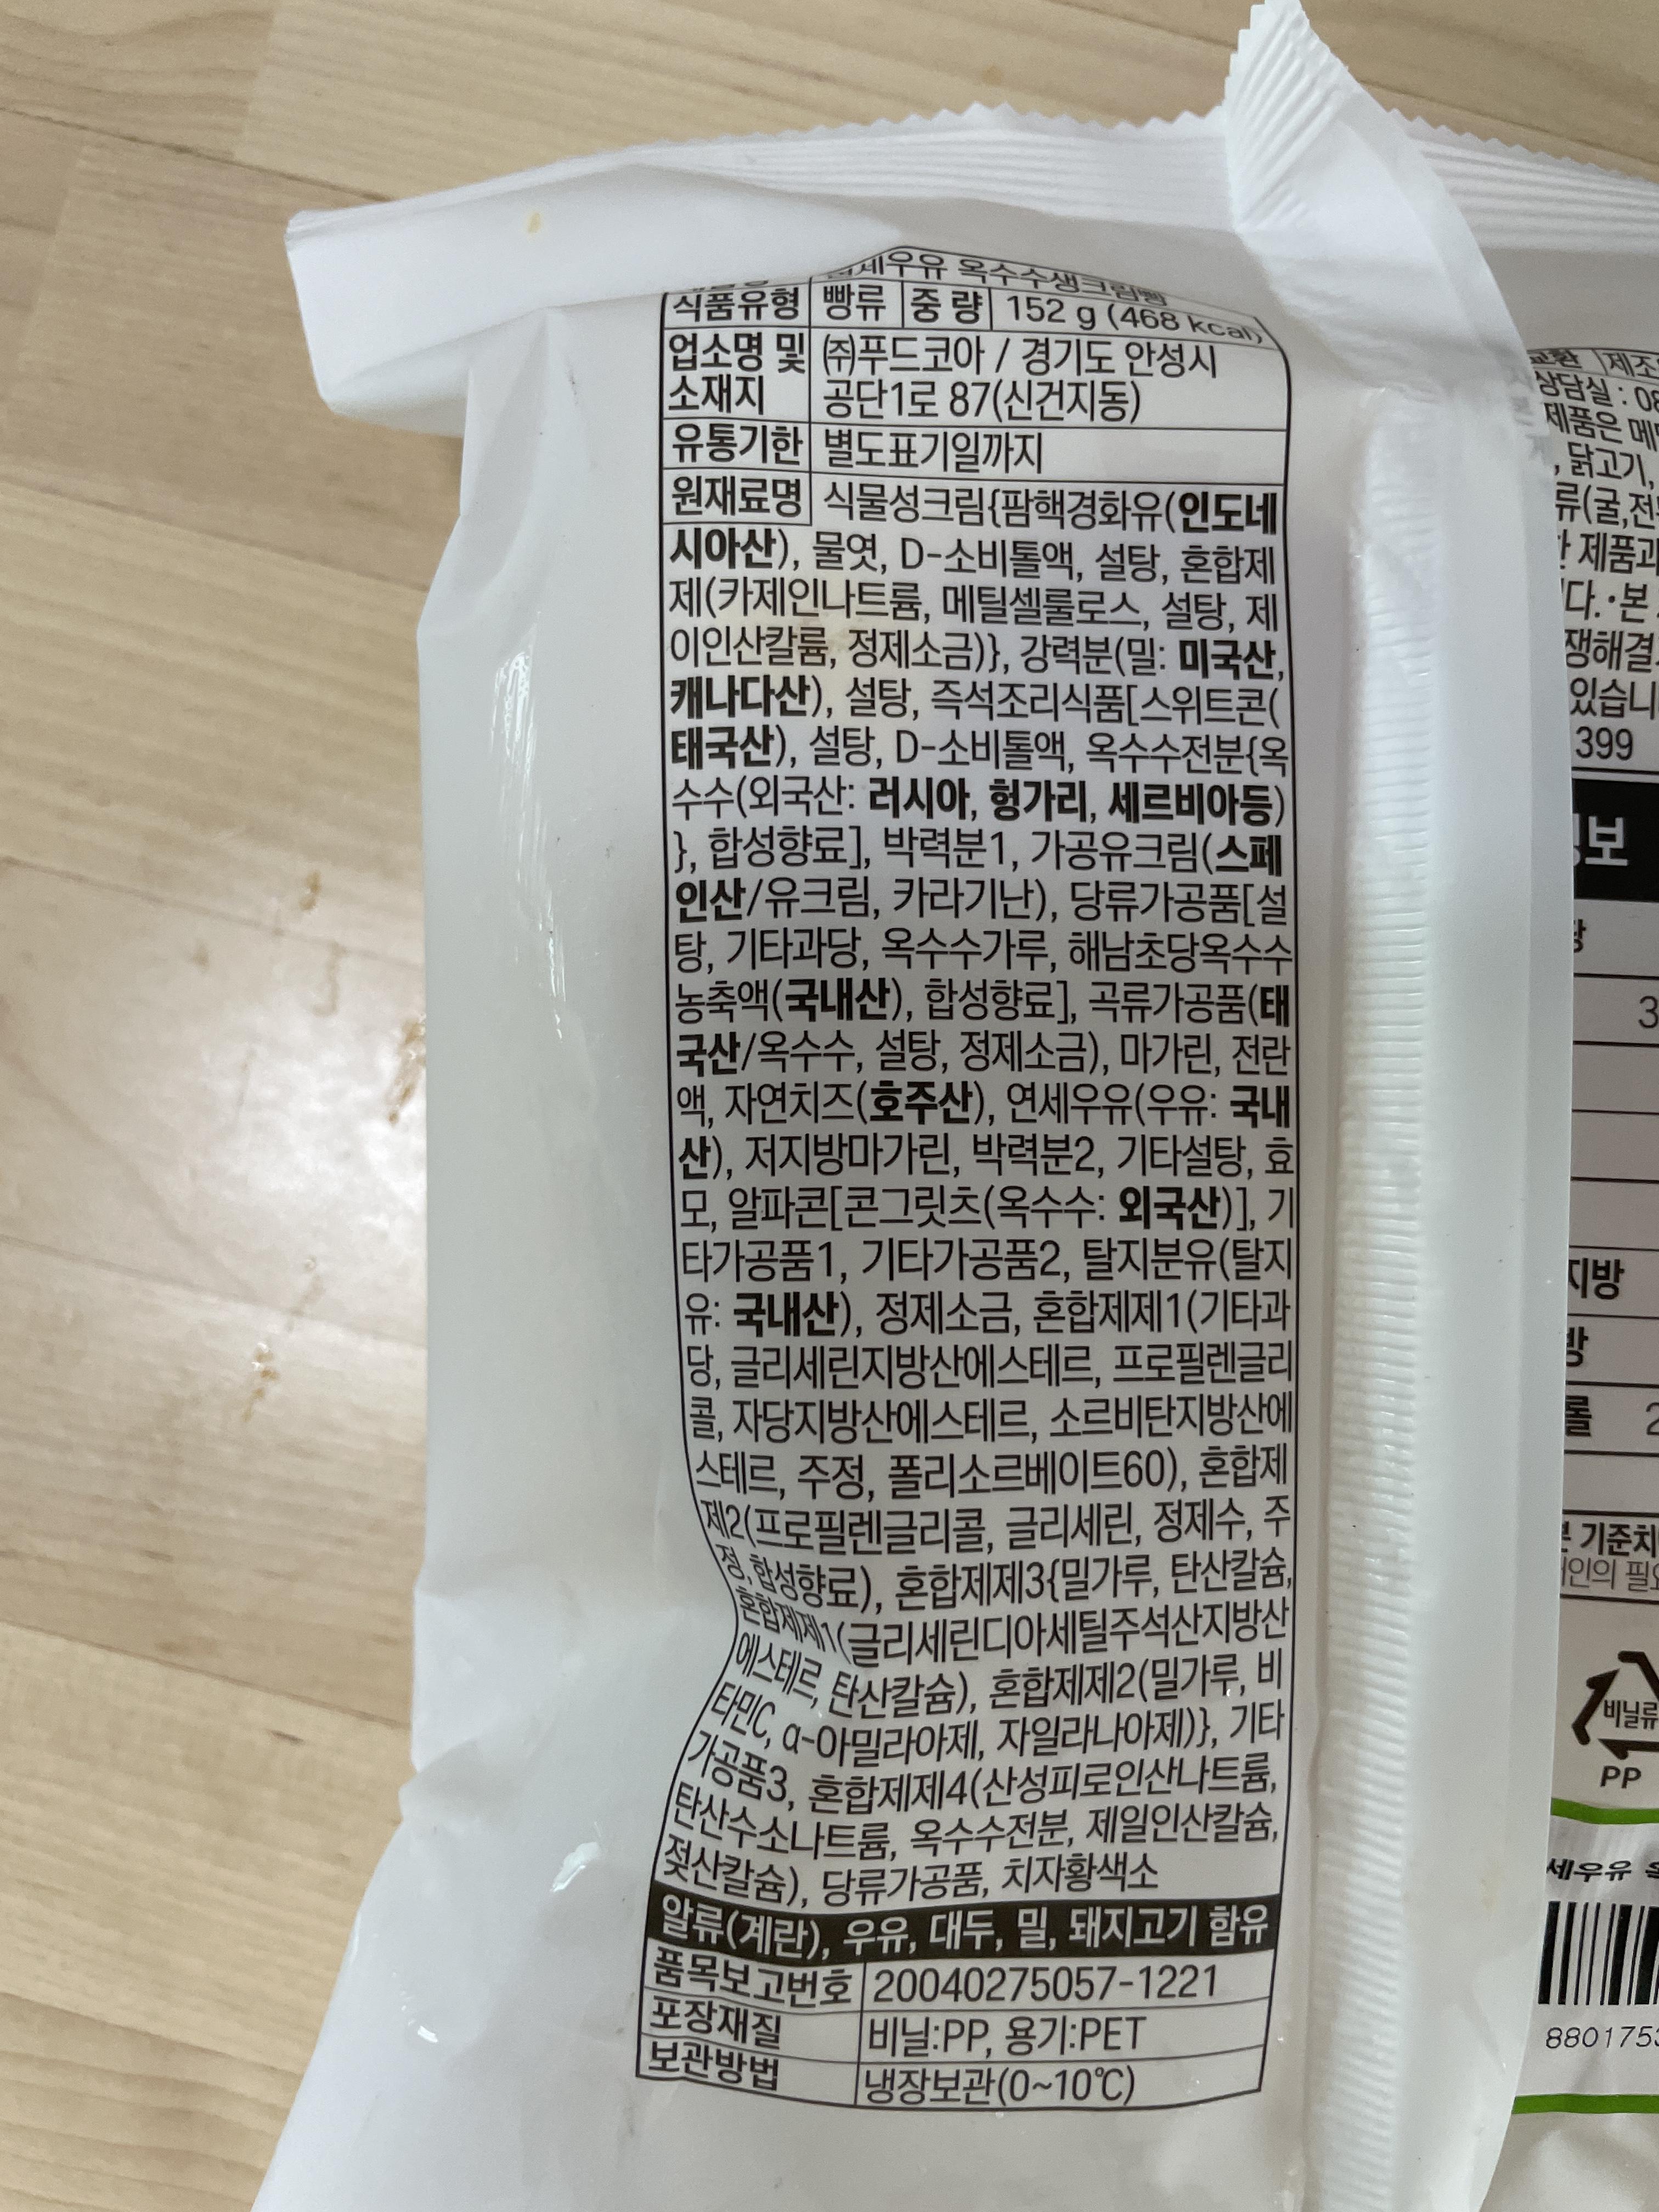 옥수수생크림빵
식품유형 빵류 중 량 152 g (468 kcal)
업소명 및 ㈜푸드코아 / 경기도 안성시
소재지 공단1로 87(신건지동)
유통기한 별도표기일까지
원재료명 식물성크림{팜핵경화유(인도네
시아산), 물엿, D-소비톨액, 설탕, 혼합제
제(카제인나트륨, 메틸셀룰로스, 설탕, 제
이인산칼륨, 정제소금)}, 강력분(밀: 미국산,
캐나다산), 설탕, 즉석조리식품[스위트콘(
태국산), 설탕, D-소비톨액, 옥수수전분{옥
수수(외국산: 러시아, 헝가리, 세르비아등)
}, 합성향료], 박력분1, 가공유크림(스페
인산/유크림, 카라기난), 당류가공품[설
탕, 기타과당, 옥수수가루, 해남초당옥수수
농축액(국내산), 합성향료], 곡류가공품(태
국산/옥수수, 설탕, 정제소금), 마가린, 전란
액, 자연치즈(호주산), 연세우유(우유: 국내
산), 저지방마가린, 박력분2, 기타설탕, 효
모, 알파콘[콘그릿츠(옥수수: 외국산)], 기
타가공품1, 기타가공품2, 탈지분유(탈지
유: 국내산), 정제소금, 혼합제제1(기타과
당, 글리세린지방산에스테르, 프로필렌글리
콜, 자당지방산에스테르, 소르비탄지방산에
스테르, 주정, 폴리소르베이트60), 혼합제
제2(프로필렌글리콜, 글리세린, 정제수, 주
정, 합성향료), 혼합제제3{밀가루, 탄산칼슘,
혼합제제1(글리세린디아세틸주석산지방산
에스테르, 탄산칼슘), 혼합제제2(밀가루, 비
타민C, α-아밀라아제, 자일라나아제)}, 기타
가공품3, 혼합제제4(산성피로인산나트륨,
탄산수소나트륨, 옥수수전분, 제일인산칼슘,
젖산칼슘), 당류가공품, 치자황색소
알류(계란), 우유, 대두, 밀, 돼지고기 함유
품목보고번호 20040275057-1221
포장재질 비닐:PP, 용기:PET
보관방법 냉장보관(0~10℃)
상담실 : 08
제품은
, 닭고기,
류(굴,전
제품과
다.·본
쟁해결
있습니
399
보
3
지방
방
롤 2
기준치
인의 필요
비닐류
PP
세우유
880175